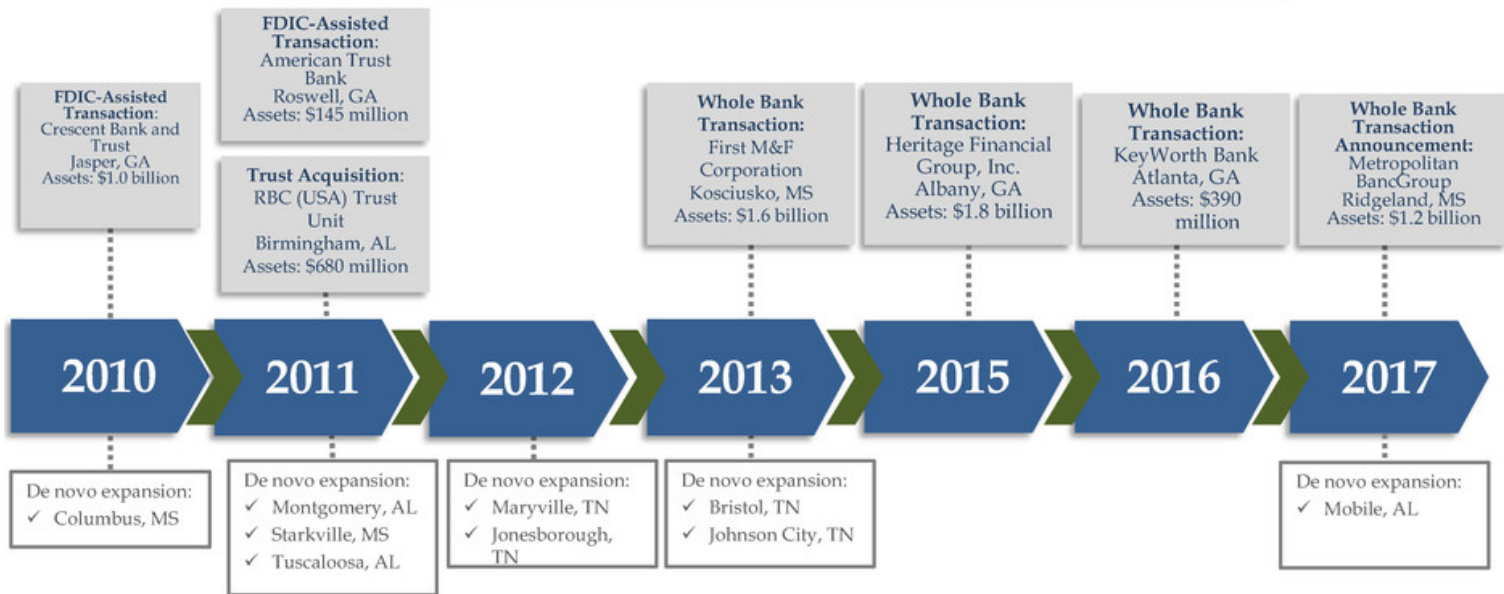 FDIC-Assisted
Transaction:
Crescent Bank and
Trust
Jasper, GA
Assets: $1.0 billion
FDIC-Assisted
Transaction:
American Trust
Bank
Roswell, GA
Assets: $145 million
Trust Acquisition:
RBC (USA) Trust
Unit
Birmingham, AL
Assets: $680 million
Whole Bank
Transaction:
First M&F
Corporation
Kosciusko, MS
Assets: $1.6 billion
Whole Bank
Transaction:
Heritage Financial
Group, Inc.
Albany, GA
Assets: $1.8 billion
Whole Bank
Transaction:
KeyWorth Bank
Atlanta, GA
Assets: $390
million
Whole Bank
Transaction
Announcement:
Metropolitan
BancGroup
Ridgeland, MS
Assets: $1.2 billion
2010
2011
2012
2013
2015
2016
2017
De novo expansion:
✓ Columbus, MS
De novo expansion:
✓ Montgomery, AL
✓ Starkville, MS
✓ Tuscaloosa, AL
De novo expansion:
✓ Maryville, TN
✓ Jonesborough,
TN
De novo expansion:
✓ Bristol, TN
✓ Johnson City, TN
De novo expansion:
✓ Mobile, AL